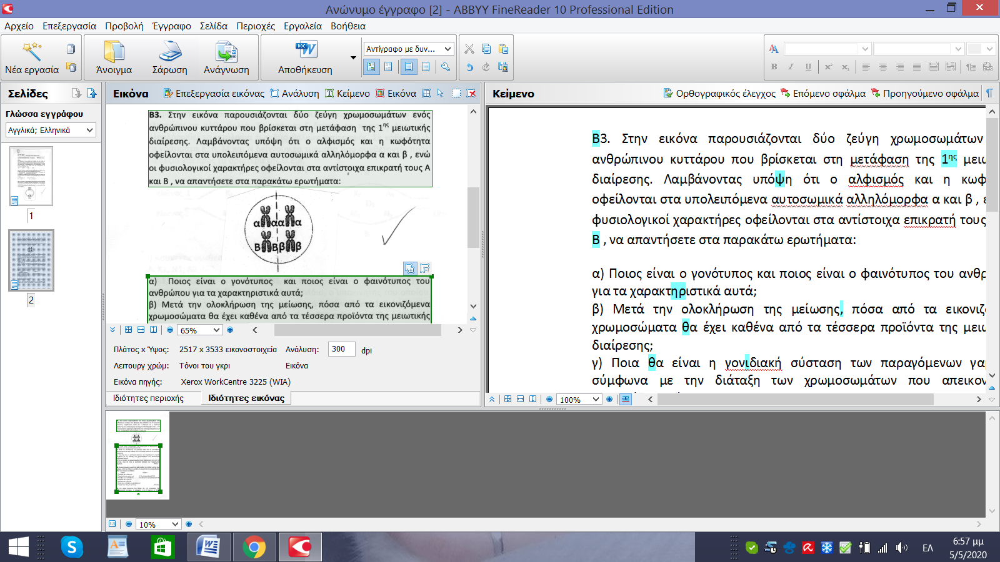 Ανώνυμο έγγραφο [2] - ABBYY FineReader 10 Professional Edition
Αρχείο Επεξεργασία Προβολή Έγγραφο Σελίδα Περιοχές Εργαλεία Βοήθεια
Νέα εργασία Άνοιγμα Σάρωση Ανάγνωση Αποθήκευση
Αντίγραφο με δυν...
Σελίδες
Γλώσσα εγγράφου
Αγγλικά; Ελληνικά
1
2
Εικόνα Επεξεργασία εικόνας Ανάλυση Κείμενο Εικόνα
Β3. Στην εικόνα παρουσιάζονται δύο ζεύγη χρωμοσωμάτων ενός
ανθρώπινου κυττάρου που βρίσκεται στη μετάφαση της 1ης μειωτικής
διαίρεσης. Λαμβάνοντας υπόψη ότι ο αλφισμός και η κωφότητα
οφείλονται στα υπολειπόμενα αυτοσωμικά αλληλόμορφα α και β , ενώ
οι φυσιολογικοί χαρακτήρες οφείλονται στα αντίστοιχα επικρατή τους Α
και Β , να απαντήσετε στα παρακάτω ερωτήματα:
α αα α
Β Ββ β
α) Ποιος είναι ο γονότυπος και ποιος είναι ο φαινότυπος του
ανθρώπου για τα χαρακτηριστικά αυτά;
β) Μετά την ολοκλήρωση της μείωσης, πόσα από τα εικονιζόμενα
χρωμοσώματα θα έχει καθένα από τα τέσσερα προϊόντα της μειωτικής
65%
Πλάτος x Ύψος: 2517 x 3533 εικονοστοιχεία Ανάλυση: 300 dpi
Λειτουργ χρώμ: Τόνοι του γκρι Εικόνα
Εικόνα πηγής: Xerox WorkCentre 3225 (WIA)
Ιδιότητες περιοχής Ιδιότητες εικόνας
Κείμενο Ορθογραφικός έλεγχος Επόμενο σφάλμα Προηγούμενο σφάλμα
Β3. Στην εικόνα παρουσιάζονται δύο ζεύγη χρωμοσωμάτων
ανθρώπινου κυττάρου που βρίσκεται στη μετάφαση της 1ης μειω
διαίρεσης. Λαμβάνοντας υπόψη ότι ο αλφισμός και η κωφ
οφείλονται στα υπολειπόμενα αυτοσωμικά αλληλόμορφα α και β , ε
φυσιολογικοί χαρακτήρες οφείλονται στα αντίστοιχα επικρατή τους
Β , να απαντήσετε στα παρακάτω ερωτήματα:
α) Ποιος είναι ο γονότυπος και ποιος είναι ο φαινότυπος του ανθρ
για τα χαρακτηριστικά αυτά;
β) Μετά την ολοκλήρωση της μείωσης, πόσα από τα εικονιζ
χρωμοσώματα θα έχει καθένα από τα τέσσερα προϊόντα της μειω
διαίρεσης;
γ) Ποια θα είναι η γονιδιακή σύσταση των παραγόμενων γα
σύμφωνα με την διάταξη των χρωμοσωμάτων που απεικον
100%
10%
ΕΛ
6:57 μμ
5/5/2020